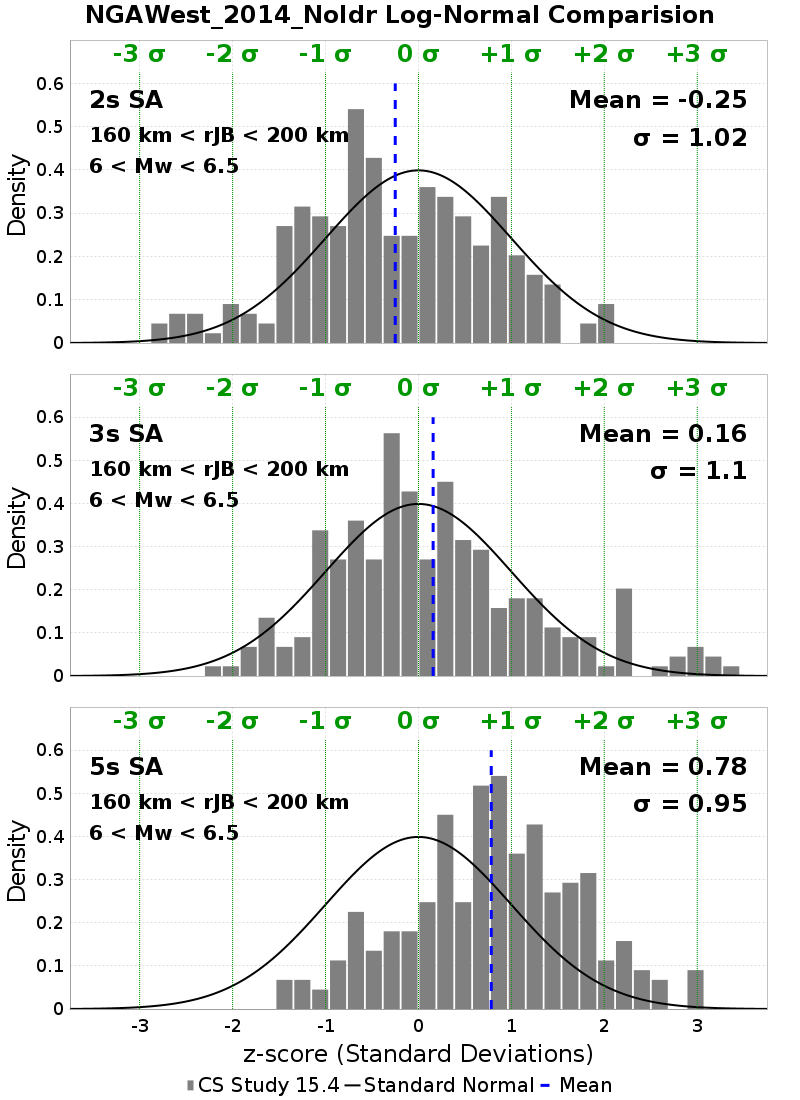 NGAWest_2014_NoIdr Log-Normal Comparision
-3 σ -2 σ -1 σ 0 σ +1 σ +2 σ +3 σ
2s SA
Mean = -0.25
160 km < rJB < 200 km
σ = 1.02
6 < Mw < 6.5
Density
0.6
0.5
0.4
0.3
0.2
0.1
0
-3 σ -2 σ -1 σ 0 σ +1 σ +2 σ +3 σ
3s SA
Mean = 0.16
160 km < rJB < 200 km
σ = 1.1
6 < Mw < 6.5
Density
0.6
0.5
0.4
0.3
0.2
0.1
0
-3 σ -2 σ -1 σ 0 σ +1 σ +2 σ +3 σ
5s SA
Mean = 0.78
160 km < rJB < 200 km
σ = 0.95
6 < Mw < 6.5
Density
0.6
0.5
0.4
0.3
0.2
0.1
0
-3 -2 -1 0 1 2 3
z-score (Standard Deviations)
CS Study 15.4 Standard Normal Mean